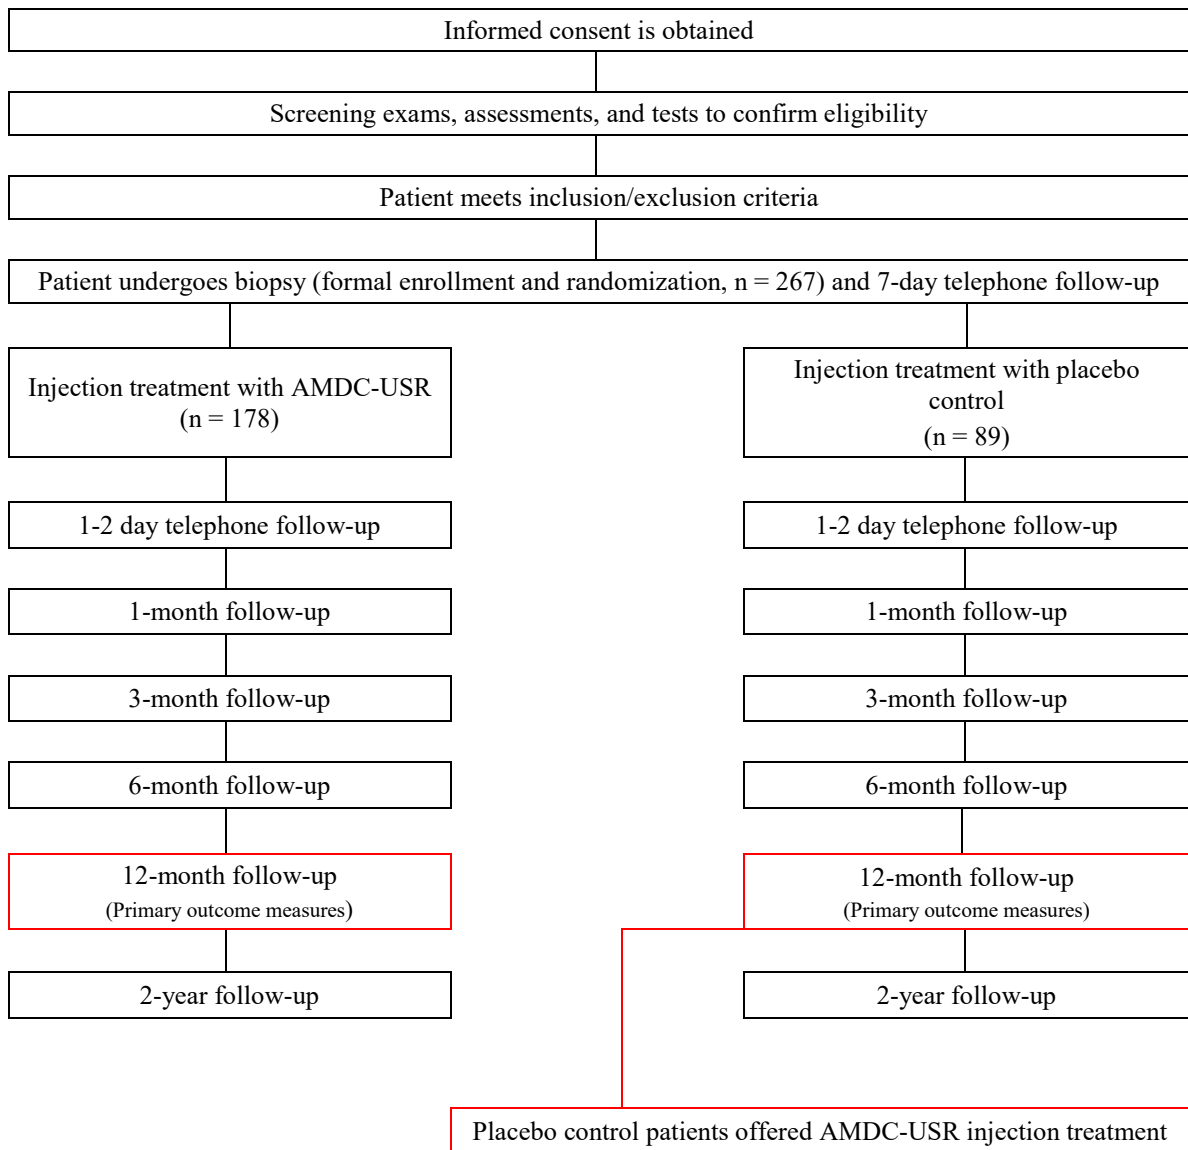 Informed consent is obtained
Screening exams, assessments, and tests to confirm eligibility
Patient meets inclusion/exclusion criteria
Patient undergoes biopsy (formal enrollment and randomization, n = 267) and 7-day telephone follow-up
Injection treatment with AMDC-USR
(n = 178)
Injection treatment with placebo
control
(n = 89)
1-2 day telephone follow-up
1-2 day telephone follow-up
1-month follow-up
1-month follow-up
3-month follow-up
3-month follow-up
6-month follow-up
6-month follow-up
12-month follow-up
(Primary outcome measures)
12-month follow-up
(Primary outcome measures)
2-year follow-up
2-year follow-up
Placebo control patients offered AMDC-USR injection treatment